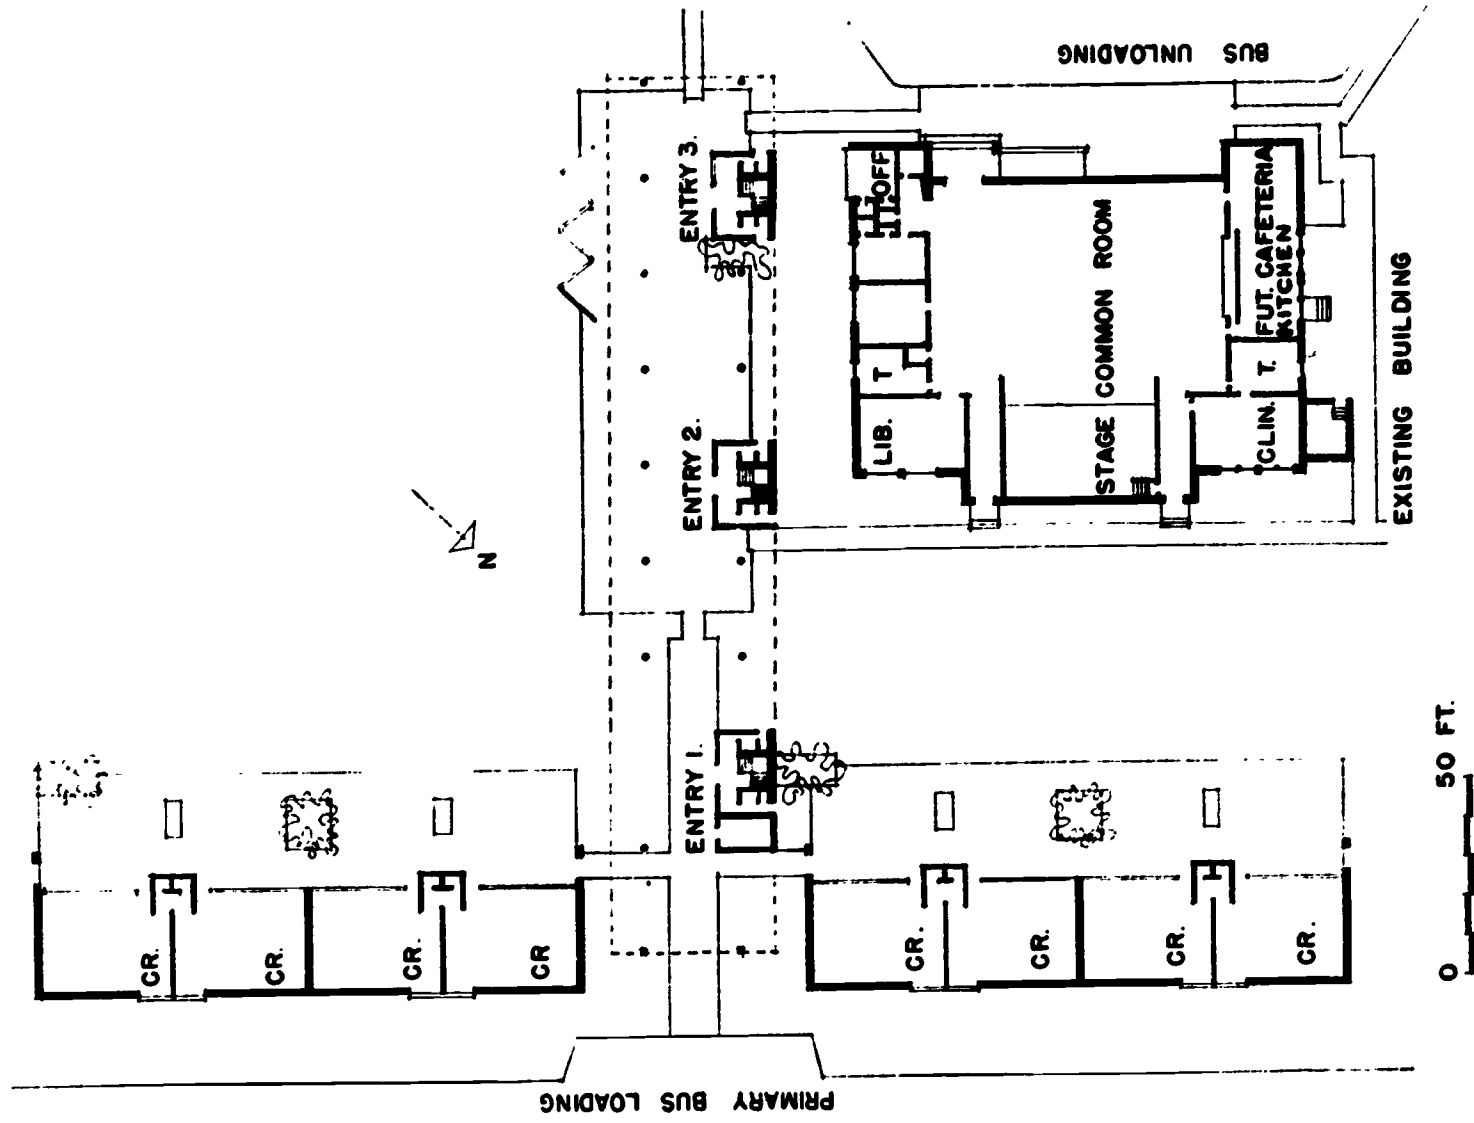 BUS UNLOADING
ENTRY 3.
OFF
COMMON ROOM
FUT. CAFETERIA
KITCHEN
EXISTING BUILDING
T
T.
ENTRY 2.
LIB.
STAGE
CLIN.
N
ENTRY 1.
CR.
CR.
CR.
CR
CR.
CR.
CR.
CR.
0 50 FT.
PRIMARY BUS LOADING